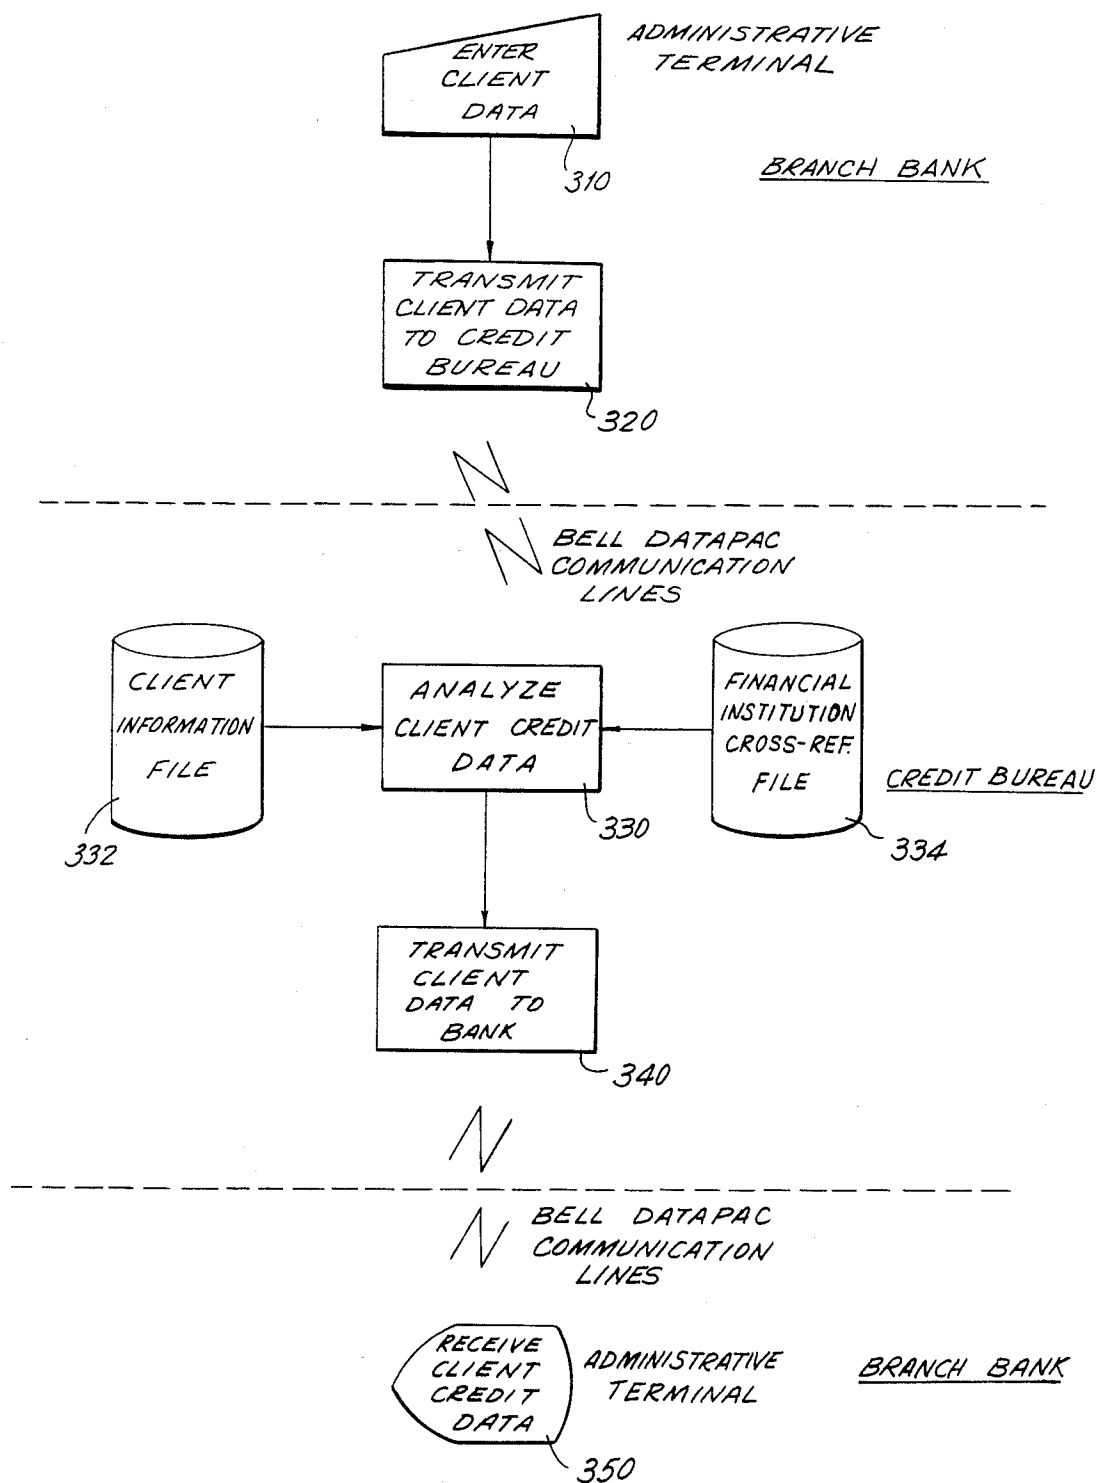 ENTER
CLIENT
DATA
310
ADMINISTRATIVE
TERMINAL
BRANCH BANK
TRANSMIT
CLIENT DATA
TO CREDIT
BUREAU
320
BELL DATAPAC
COMMUNICATION
LINES
CLIENT
INFORMATION
FILE
332
ANALYZE
CLIENT CREDIT
DATA
330
FINANCIAL
INSTITUTION
CROSS-REF.
FILE
334
CREDIT BUREAU
TRANSMIT
CLIENT
DATA TO
BANK
340
BELL DATAPAC
COMMUNICATION
LINES
RECEIVE
CLIENT
CREDIT
DATA
350
ADMINISTRATIVE
TERMINAL
BRANCH BANK